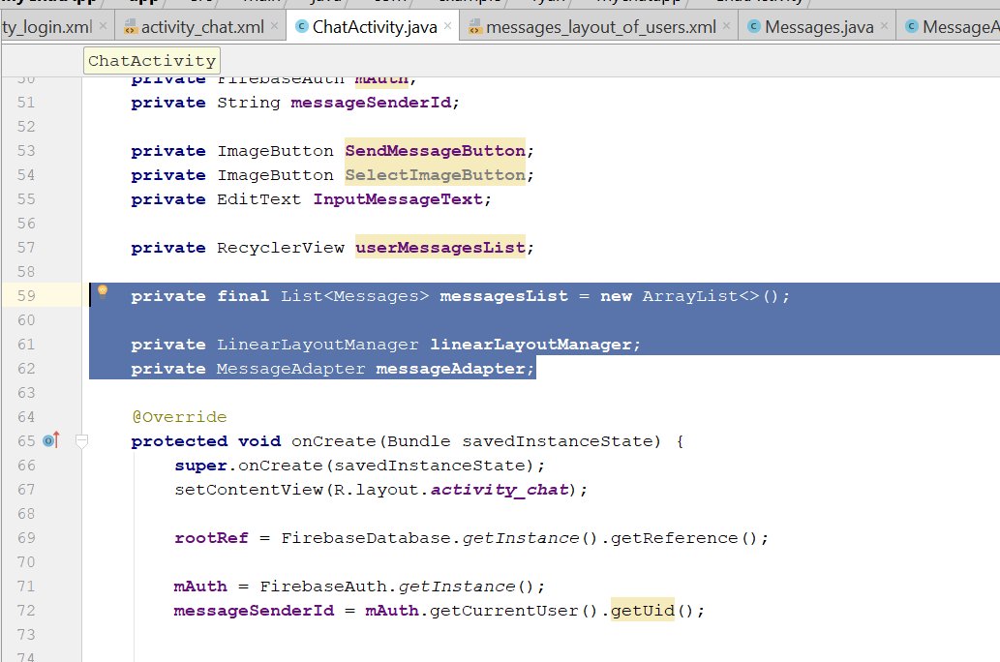 ty_login.xml activity_chat.xml ChatActivity.java messages_layout_of_users.xml Messages.java MessageA
ChatActivity
50 private FirebaseAuth mAuth;
51 private String messageSenderId;
52
53 private ImageButton SendMessageButton;
54 private ImageButton SelectImageButton;
55 private EditText InputMessageText;
56
57 private RecyclerView userMessagesList;
58
59 private final List<Messages> messagesList = new ArrayList<>();
60
61 private LinearLayoutManager linearLayoutManager;
62 private MessageAdapter messageAdapter;
63
64 @Override
65 protected void onCreate(Bundle savedInstanceState) {
66 super.onCreate(savedInstanceState);
67 setContentView(R.layout.activity_chat);
68
69 rootRef = FirebaseDatabase.getInstance().getReference();
70
71 mAuth = FirebaseAuth.getInstance();
72 messageSenderId = mAuth.getCurrentUser().getUid();
73
74